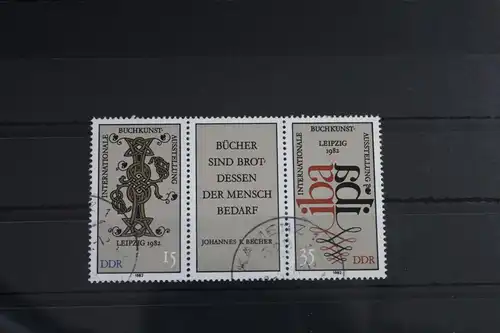 INTERNATIONALE
BUCHKUNST-
AUSSTELLUNG
LEIPZIG 1982
15
DDR
1982
BÜCHER
SIND BROT-
DESSEN
DER MENSCH
BEDARF
JOHANNES R. BECHER
INTERNATIONALE
BUCHKUNST-
AUSSTELLUNG
LEIPZIG
1982
iba
35
DDR
1982
KAMENZ